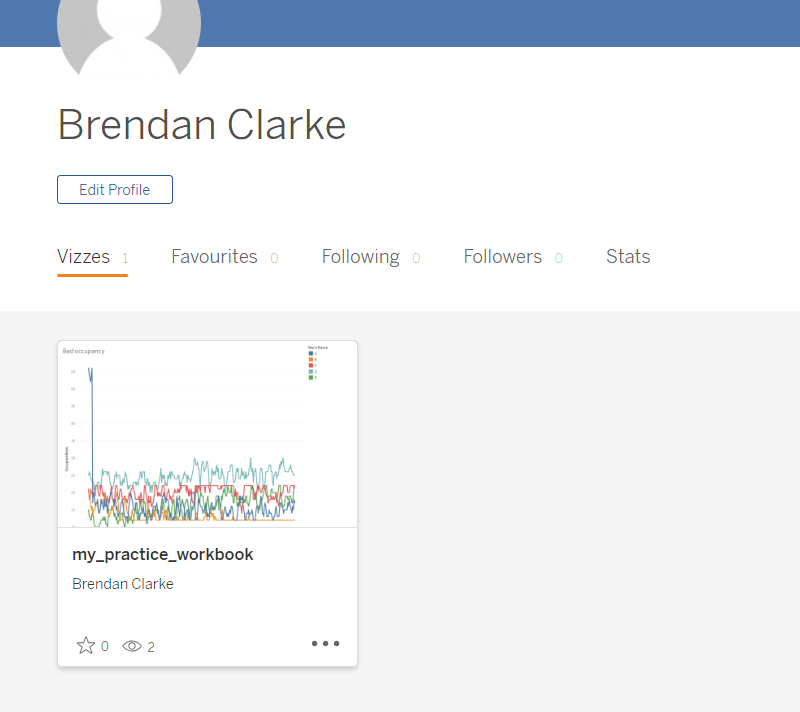 Brendan Clarke
Edit Profile
Vizzes 1 Favourites 0 Following 0 Followers 0 Stats
Bed occupancy
Ward Name
my_practice_workbook
Brendan Clarke
0 2